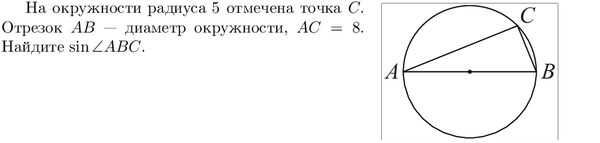 На окружности радиуса 5 отмечена точка C.
Отрезок AB — диаметр окружности, AC = 8.
Найдите sin∠ABC.
C
A
B